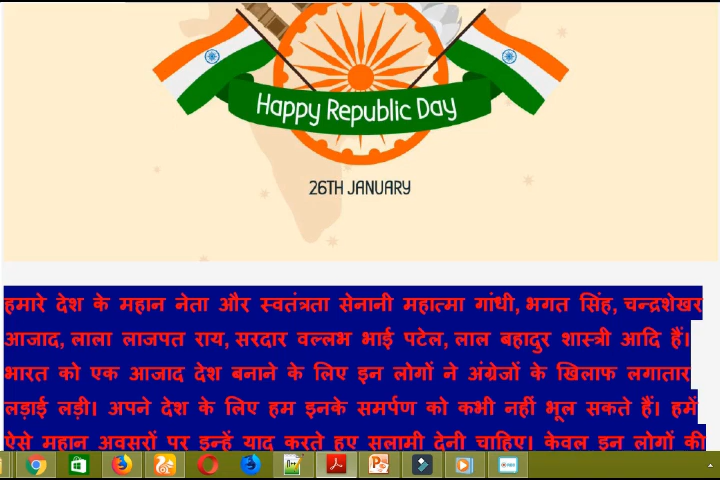 Happy Republic Day
26TH JANUARY
हमारे देश के महान नेता और स्वतंत्रता सेनानी महात्मा गांधी, भगत सिंह, चन्द्रशेखर
आजाद, लाला लाजपत राय, सरदार वल्लभ भाई पटेल, लाल बहादुर शास्त्री आदि हैं।
भारत को एक आजाद देश बनाने के लिए इन लोगों ने अंग्रेजों के खिलाफ लगातार
लड़ाई लड़ी। अपने देश के लिए हम इनके समर्पण को कभी नहीं भूल सकते हैं। हमें
ऐसे महान अवसरों पर इन्हें याद करते हुए सलामी देनी चाहिए। केवल इन लोगों की